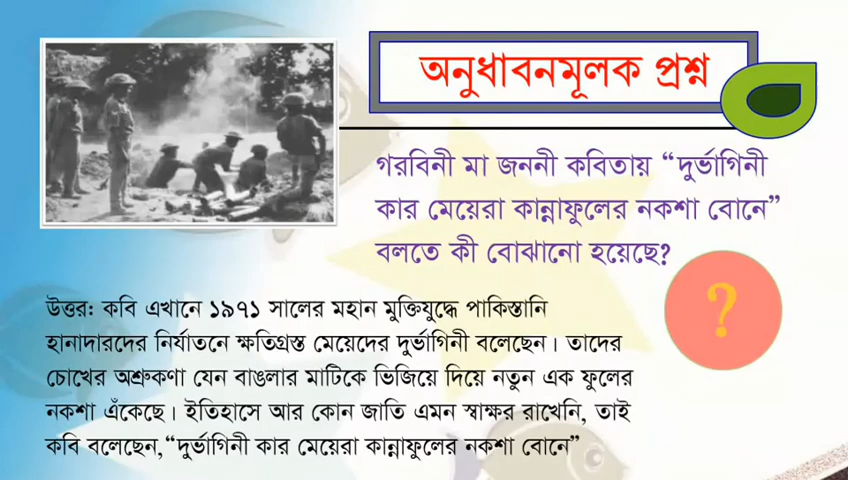 অনুধাবনমূলক প্রশ্ন
গরবিনী মা জননী কবিতায় “দুর্ভাগিনী
কার মেয়েরা কান্নাফুলের নকশা বোনে”
বলতে কী বোঝানো হয়েছে?
?
উত্তর: কবি এখানে ১৯৭১ সালের মহান মুক্তিযুদ্ধে পাকিস্তানি
হানাদারদের নির্যাতনে ক্ষতিগ্রস্ত মেয়েদের দুর্ভাগিনী বলেছেন। তাদের
চোখের অশ্রুকণা যেন বাঙলার মাটিকে ভিজিয়ে দিয়ে নতুন এক ফুলের
নকশা এঁকেছে। ইতিহাসে আর কোন জাতি এমন স্বাক্ষর রাখেনি, তাই
কবি বলেছেন,“দুর্ভাগিনী কার মেয়েরা কান্নাফুলের নকশা বোনে”